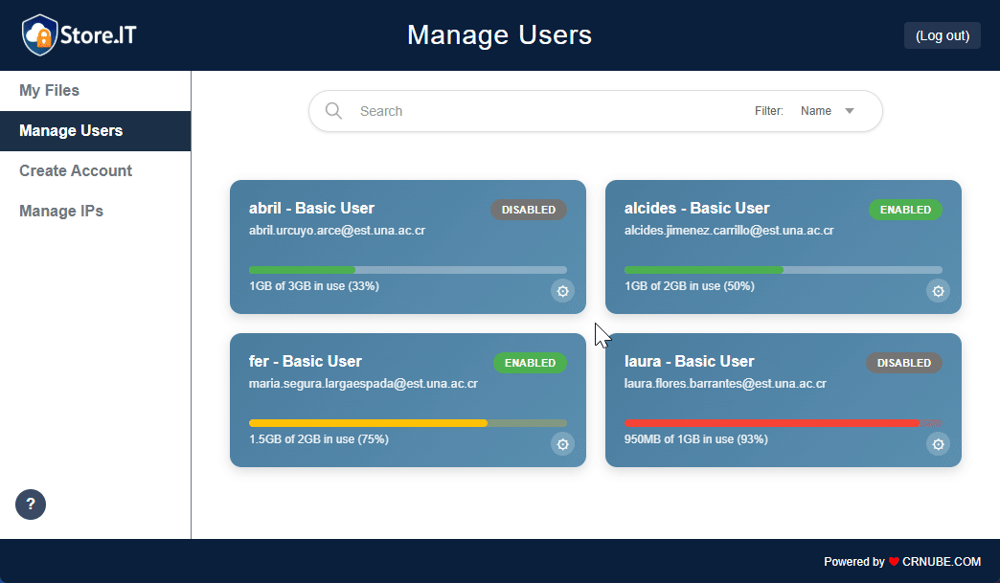 Store.IT
Manage Users
(Log out)
My Files
Manage Users
Create Account
Manage IPs
Search
Filter:
Name
abril - Basic User
DISABLED
abril.urcuyo.arce@est.una.ac.cr
1GB of 3GB in use (33%)
alcides - Basic User
ENABLED
alcides.jimenez.carrillo@est.una.ac.cr
1GB of 2GB in use (50%)
fer - Basic User
ENABLED
maria.segura.largaespada@est.una.ac.cr
1.5GB of 2GB in use (75%)
laura - Basic User
DISABLED
laura.flores.barrantes@est.una.ac.cr
950MB of 1GB in use (93%)
?
Powered by ❤ CRNUBE.COM